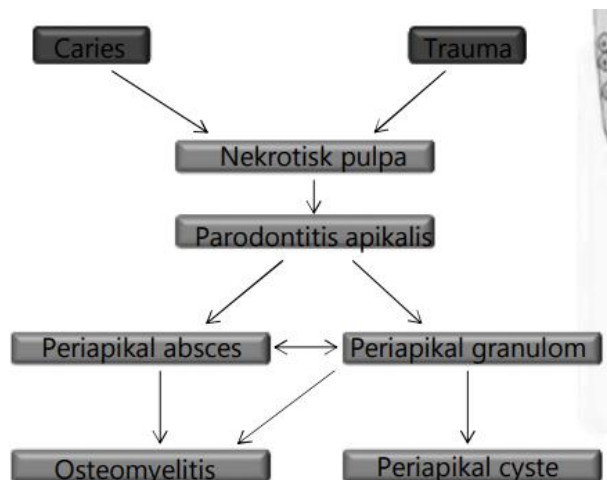 Caries
Trauma
Nekrotisk pulpa
Parodontitis apikalis
Periapikal absces
Periapikal granulom
Osteomyelitis
Periapikal cyste